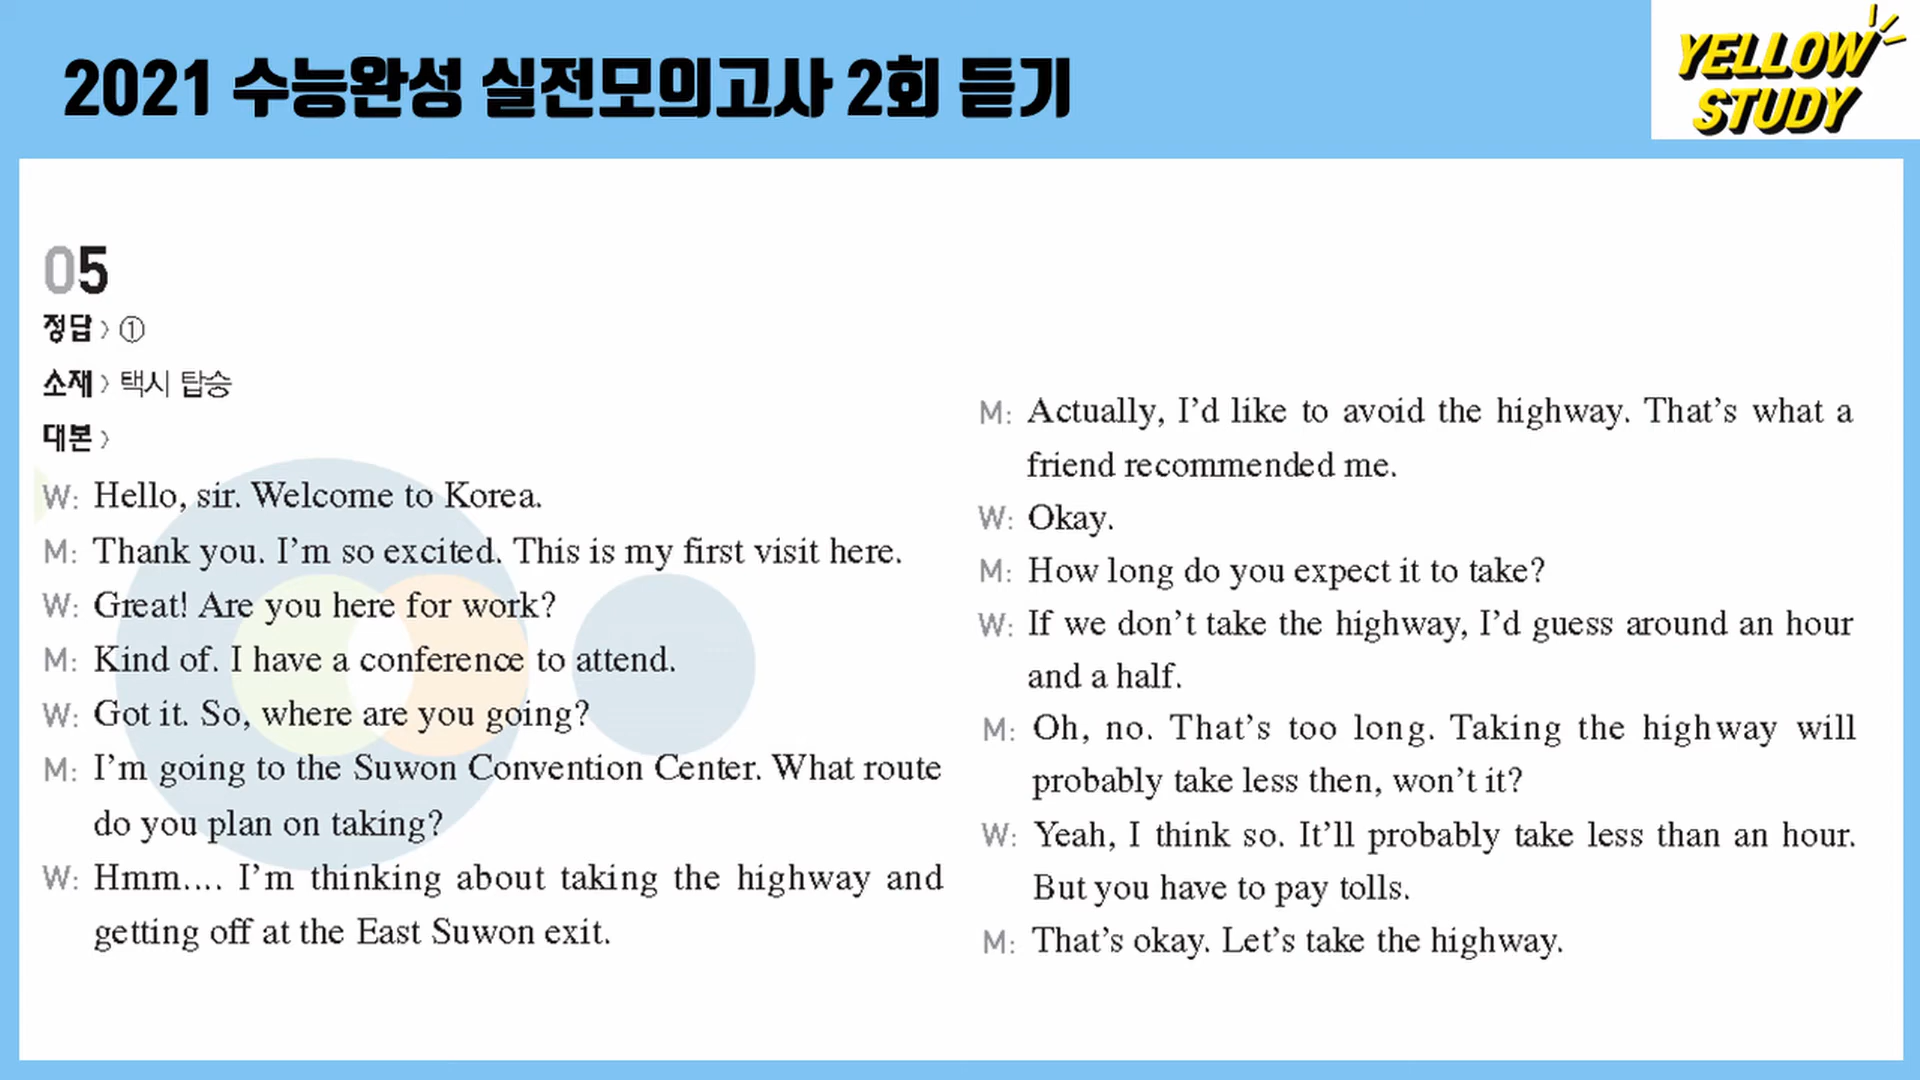 2021 수능완성 실전모의고사 2회 듣기
YELLOW
STUDY
05
정답 〉 ①
소재 〉 택시 탑승
대본 〉
W: Hello, sir. Welcome to Korea.
M: Thank you. I’m so excited. This is my first visit here.
W: Great! Are you here for work?
M: Kind of. I have a conference to attend.
W: Got it. So, where are you going?
M: I’m going to the Suwon Convention Center. What route
do you plan on taking?
W: Hmm.... I’m thinking about taking the highway and
getting off at the East Suwon exit.
M: Actually, I’d like to avoid the highway. That’s what a
friend recommended me.
W: Okay.
M: How long do you expect it to take?
W: If we don’t take the highway, I’d guess around an hour
and a half.
M: Oh, no. That’s too long. Taking the highway will
probably take less then, won’t it?
W: Yeah, I think so. It’ll probably take less than an hour.
But you have to pay tolls.
M: That’s okay. Let’s take the highway.